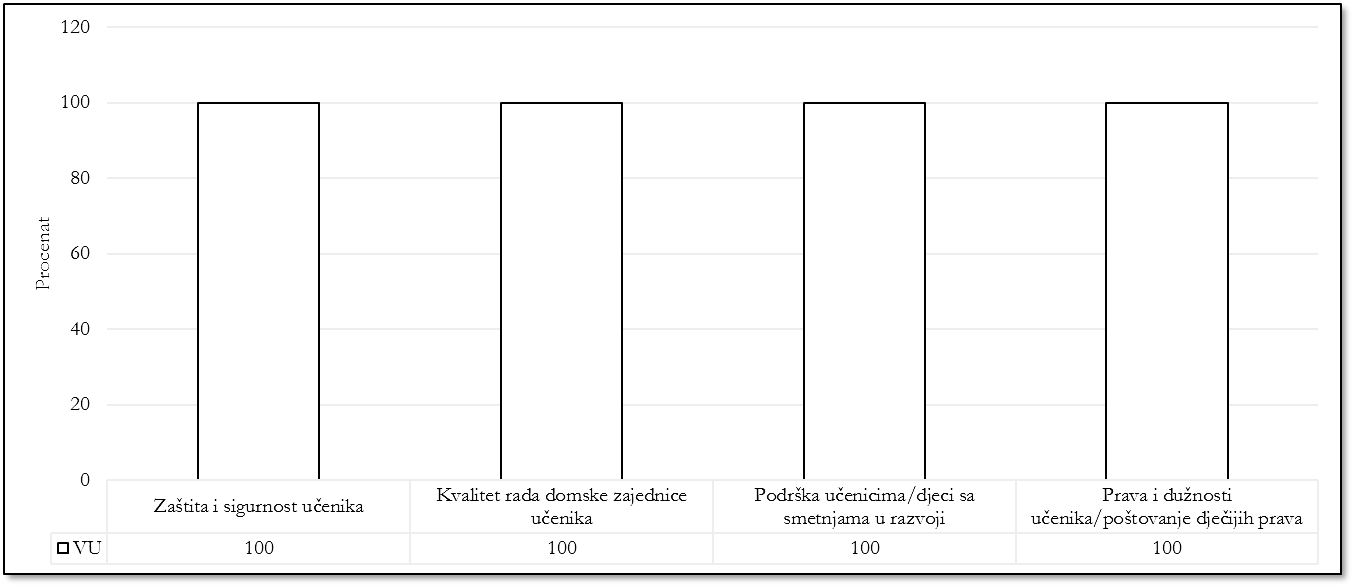 120
100
80
60
40
20
0
Procenat
Zaštita i sigurnost učenika
Kvalitet rada domske zajednice
učenika
Podrška učenicima/djeci sa
smetnjama u razvoji
Prava i dužnosti
učenika/poštovanje dječijih prava
VU 100 100 100 100